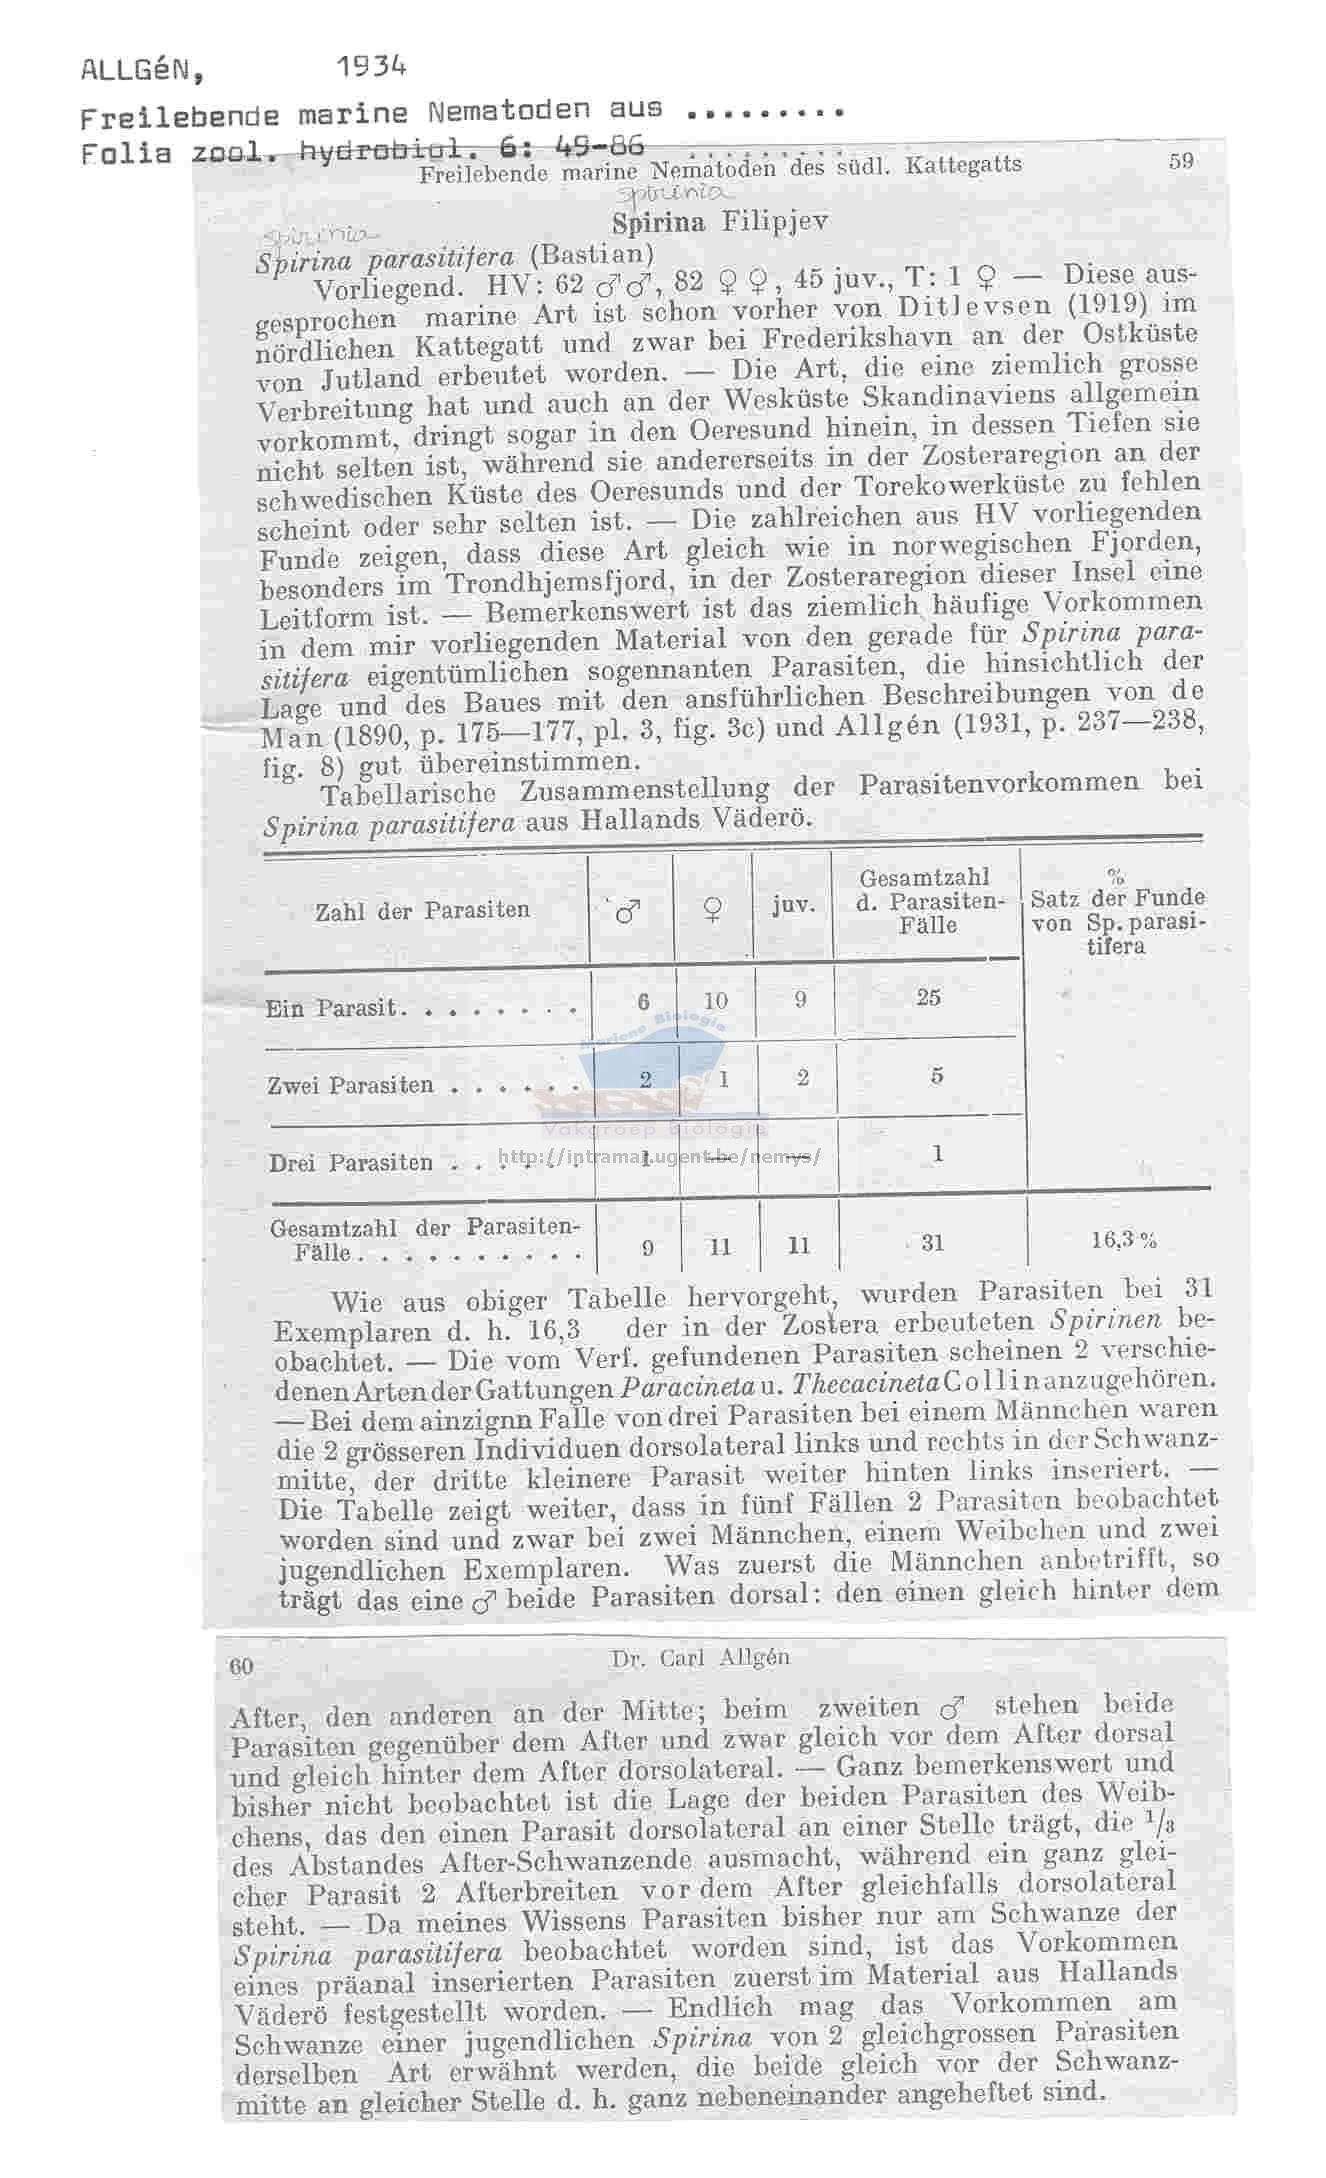 ALLGéN, 1934
Freilebende marine Nematoden aus .........
Folia zool. hydrobiol. 6: 49-86 .........
Freilebende marine Nematoden des südl. Kattegatts 59
spirinia
Spirina Filipjev
spirinia
Spirina parasitifera (Bastian)
Vorliegend. HV: 62 ♂♂, 82 ♀♀, 45 juv., T: 1 ♀ — Diese aus-
gesprochen marine Art ist schon vorher von Ditlevsen (1919) im
nördlichen Kattegatt und zwar bei Frederikshavn an der Ostküste
von Jutland erbeutet worden. — Die Art, die eine ziemlich grosse
Verbreitung hat und auch an der Wesküste Skandinaviens allgemein
vorkommt, dringt sogar in den Oeresund hinein, in dessen Tiefen sie
nicht selten ist, während sie andererseits in der Zosteraregion an der
schwedischen Küste des Oeresunds und der Torekowerküste zu fehlen
scheint oder sehr selten ist. — Die zahlreichen aus HV vorliegenden
Funde zeigen, dass diese Art gleich wie in norwegischen Fjorden,
besonders im Trondhjemsfjord, in der Zosteraregion dieser Insel eine
Leitform ist. — Bemerkenswert ist das ziemlich häufige Vorkommen
in dem mir vorliegenden Material von den gerade für Spirina para-
sitifera eigentümlichen sogennanten Parasiten, die hinsichtlich der
Lage und des Baues mit den ansführlichen Beschreibungen von de
Man (1890, p. 175—177, pl. 3, fig. 3c) und Allgén (1931, p. 237—238,
fig. 8) gut übereinstimmen.
Tabellarische Zusammenstellung der Parasitenvorkommen bei
Spirina parasitifera aus Hallands Väderö.
Zahl der Parasiten ♂ ♀ juv. Gesamtzahl d. Parasiten-Fälle % Satz der Funde von Sp. parasi-tifera
Ein Parasit. . . . . . . . 6 10 9 25
Zwei Parasiten . . . . . . 2 1 2 5
Drei Parasiten . . . . . . 1 — — 1
Gesamtzahl der Parasiten-
Fälle. . . . . . . . . . 9 11 11 31 16,3 %
Mariene Biologie
Vakgroep Biologie
http://intramar.ugent.be/nemys/
Wie aus obiger Tabelle hervorgeht, wurden Parasiten bei 31
Exemplaren d. h. 16,3 der in der Zostera erbeuteten Spirinen be-
obachtet. — Die vom Verf. gefundenen Parasiten scheinen 2 verschie-
denen Arten der Gattungen Paracineta u. Thecacineta Collin anzugehören.
— Bei dem ainzignn Falle von drei Parasiten bei einem Männchen waren
die 2 grösseren Individuen dorsolateral links und rechts in der Schwanz-
mitte, der dritte kleinere Parasit weiter hinten links inseriert. —
Die Tabelle zeigt weiter, dass in fünf Fällen 2 Parasiten beobachtet
worden sind und zwar bei zwei Männchen, einem Weibchen und zwei
jugendlichen Exemplaren. Was zuerst die Männchen anbetrifft, so
trägt das eine ♂ beide Parasiten dorsal: den einen gleich hinter dem
60 Dr. Carl Allgén
After, den anderen an der Mitte; beim zweiten ♂ stehen beide
Parasiten gegenüber dem After und zwar gleich vor dem After dorsal
und gleich hinter dem After dorsolateral. — Ganz bemerkenswert und
bisher nicht beobachtet ist die Lage der beiden Parasiten des Weib-
chens, das den einen Parasit dorsolateral an einer Stelle trägt, die 1/3
des Abstandes After-Schwanzende ausmacht, während ein ganz glei-
cher Parasit 2 Afterbreiten vor dem After gleichfalls dorsolateral
steht. — Da meines Wissens Parasiten bisher nur am Schwanze der
Spirina parasitifera beobachtet worden sind, ist das Vorkommen
eines präanal inserierten Parasiten zuerst im Material aus Hallands
Väderö festgestellt worden. — Endlich mag das Vorkommen am
Schwanze einer jugendlichen Spirina von 2 gleichgrossen Parasiten
derselben Art erwähnt werden, die beide gleich vor der Schwanz-
mitte an gleicher Stelle d. h. ganz nebeneinander angeheftet sind.